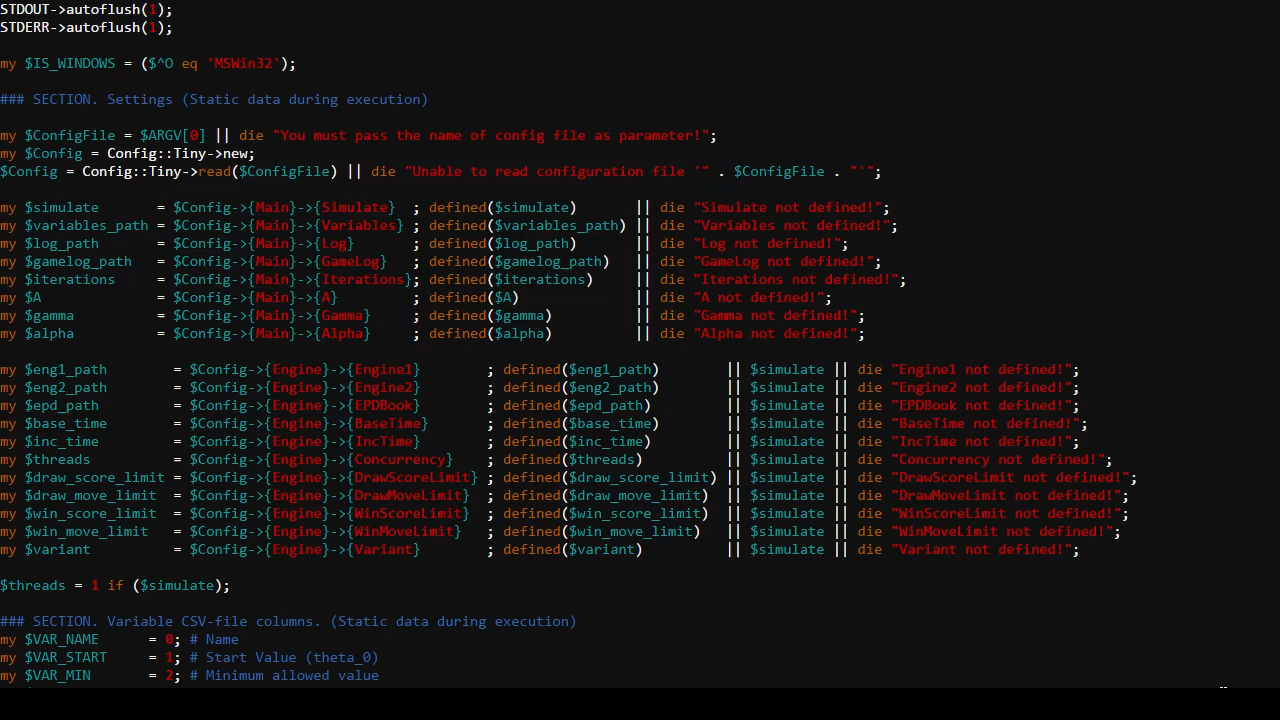 STDOUT->autoflush(1);
STDERR->autoflush(1);
my $IS_WINDOWS = ($^O eq 'MSWin32');
### SECTION. Settings (Static data during execution)
my $ConfigFile = $ARGV[0] || die "You must pass the name of config file as parameter!";
my $Config = Config::Tiny->new;
$Config = Config::Tiny->read($ConfigFile) || die "Unable to read configuration file '" . $ConfigFile . "'";
my $simulate       = $Config->{Main}->{Simulate}  ; defined($simulate)       || die "Simulate not defined!";
my $variables_path = $Config->{Main}->{Variables} ; defined($variables_path) || die "Variables not defined!";
my $log_path       = $Config->{Main}->{Log}       ; defined($log_path)       || die "Log not defined!";
my $gamelog_path   = $Config->{Main}->{GameLog}   ; defined($gamelog_path)   || die "GameLog not defined!";
my $iterations     = $Config->{Main}->{Iterations}; defined($iterations)     || die "Iterations not defined!";
my $A              = $Config->{Main}->{A}         ; defined($A)              || die "A not defined!";
my $gamma          = $Config->{Main}->{Gamma}     ; defined($gamma)          || die "Gamma not defined!";
my $alpha          = $Config->{Main}->{Alpha}     ; defined($alpha)          || die "Alpha not defined!";
my $eng1_path        = $Config->{Engine}->{Engine1}        ; defined($eng1_path)        || $simulate || die "Engine1 not defined!";
my $eng2_path        = $Config->{Engine}->{Engine2}        ; defined($eng2_path)        || $simulate || die "Engine2 not defined!";
my $epd_path         = $Config->{Engine}->{EPDBook}        ; defined($epd_path)         || $simulate || die "EPDBook not defined!";
my $base_time        = $Config->{Engine}->{BaseTime}       ; defined($base_time)        || $simulate || die "BaseTime not defined!";
my $inc_time         = $Config->{Engine}->{IncTime}        ; defined($inc_time)         || $simulate || die "IncTime not defined!";
my $threads          = $Config->{Engine}->{Concurrency}    ; defined($threads)          || $simulate || die "Concurrency not defined!";
my $draw_score_limit = $Config->{Engine}->{DrawScoreLimit} ; defined($draw_score_limit) || $simulate || die "DrawScoreLimit not defined!";
my $draw_move_limit  = $Config->{Engine}->{DrawMoveLimit}  ; defined($draw_move_limit)  || $simulate || die "DrawMoveLimit not defined!";
my $win_score_limit  = $Config->{Engine}->{WinScoreLimit}  ; defined($win_score_limit)  || $simulate || die "WinScoreLimit not defined!";
my $win_move_limit   = $Config->{Engine}->{WinMoveLimit}   ; defined($win_move_limit)   || $simulate || die "WinMoveLimit not defined!";
my $variant          = $Config->{Engine}->{Variant}        ; defined($variant)          || $simulate || die "Variant not defined!";
$threads = 1 if ($simulate);
### SECTION. Variable CSV-file columns. (Static data during execution)
my $VAR_NAME      = 0; # Name
my $VAR_START     = 1; # Start Value (theta_0)
my $VAR_MIN       = 2; # Minimum allowed value